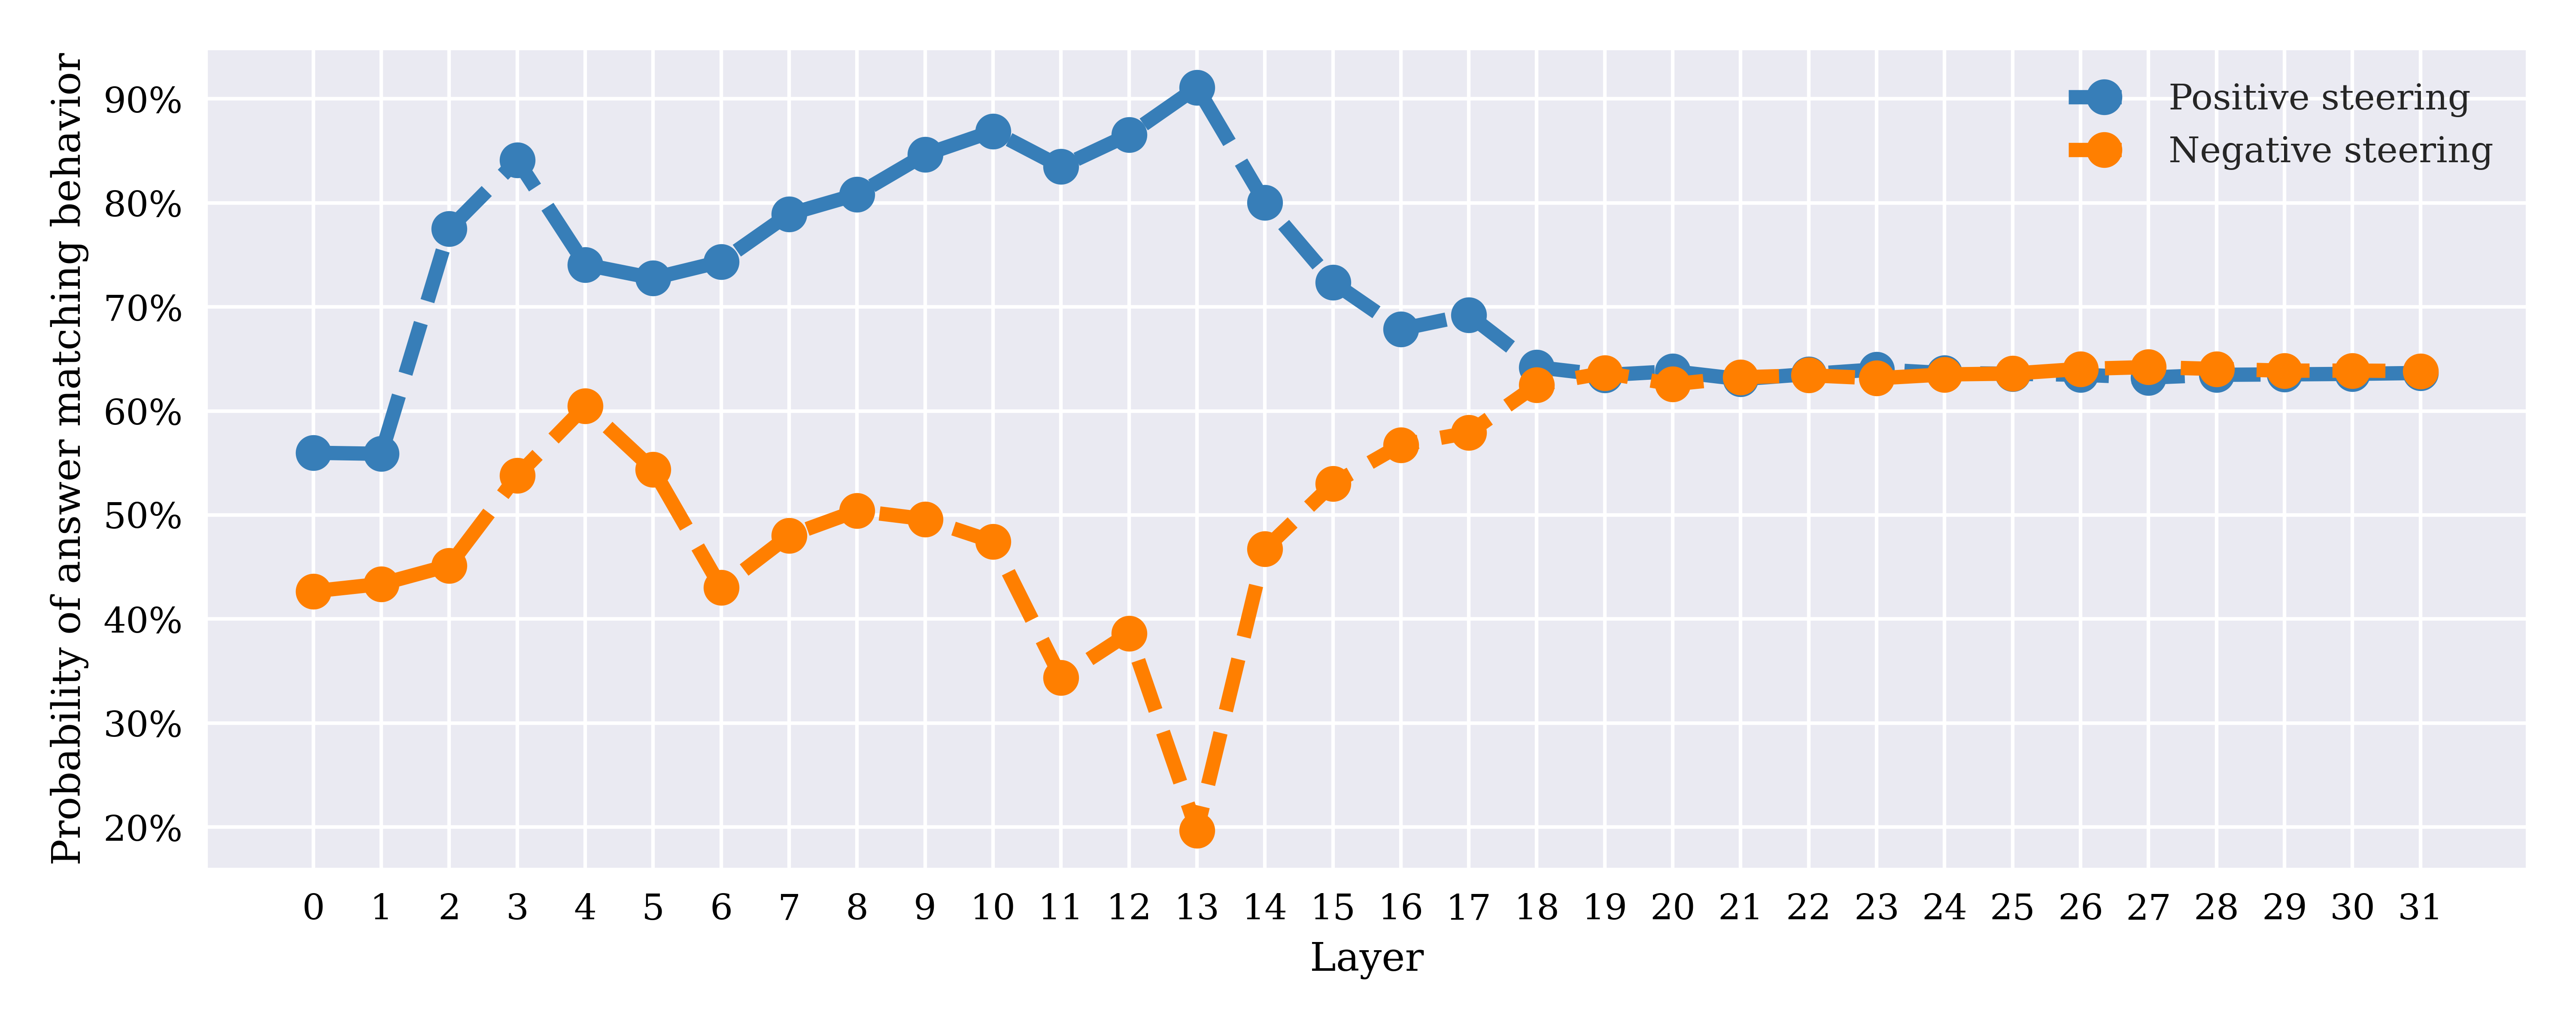 Probability of answer matching behavior
90%
80%
70%
60%
50%
40%
30%
20%
Positive steering
Negative steering
0 1 2 3 4 5 6 7 8 9 10 11 12 13 14 15 16 17 18 19 20 21 22 23 24 25 26 27 28 29 30 31
Layer